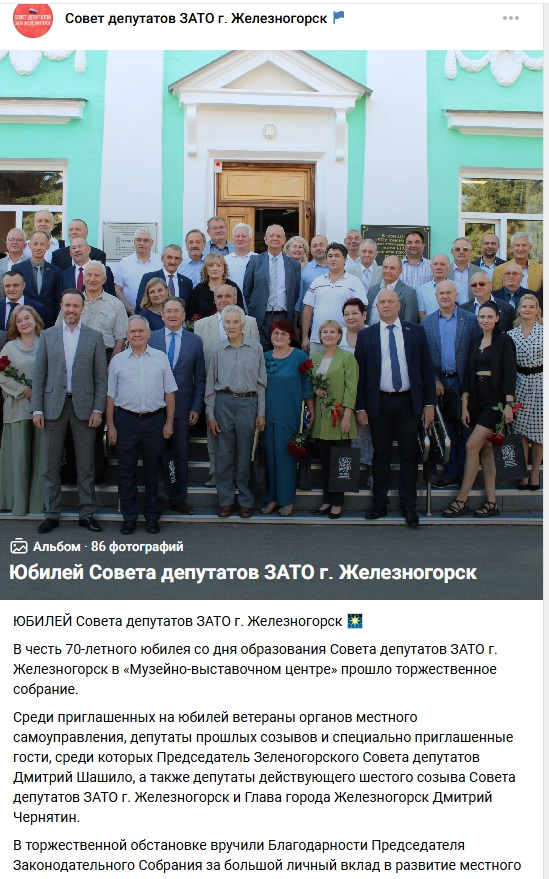 СОВЕТ ДЕПУТАТОВ
ЗАТО ЖЕЛЕЗНОГОРСК
Совет депутатов ЗАТО г. Железногорск
Альбом · 86 фотографий
Юбилей Совета депутатов ЗАТО г. Железногорск
ЮБИЛЕЙ Совета депутатов ЗАТО г. Железногорск
В честь 70-летного юбилея со дня образования Совета депутатов ЗАТО г.
Железногорск в «Музейно-выставочном центре» прошло торжественное
собрание.
Среди приглашенных на юбилей ветераны органов местного
самоуправления, депутаты прошлых созывов и специально приглашенные
гости, среди которых Председатель Зеленогорского Совета депутатов
Дмитрий Шашило, а также депутаты действующего шестого созыва Совета
депутатов ЗАТО г. Железногорск и Глава города Железногорск Дмитрий
Чернятин.
В торжественной обстановке вручили Благодарности Председателя
Законодательного Собрания за большой личный вклад в развитие местного